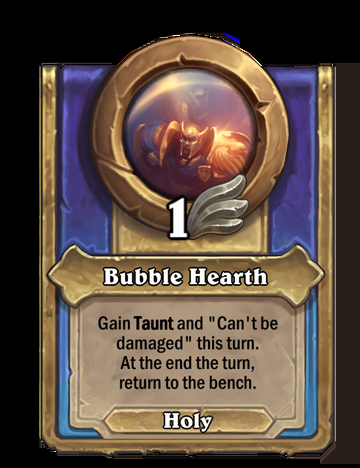 1
Bubble Hearth
Gain Taunt and "Can't be
damaged" this turn.
At the end the turn,
return to the bench.
Holy